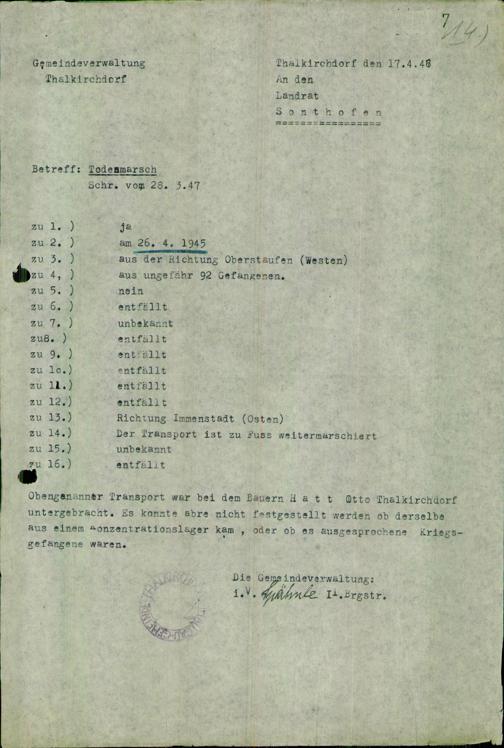 7
14.)
Gemeindeverwaltung
Thalkirchdorf
Thalkirchdorf den 17.4.48
An den
Landrat
S o n t h o f e n
=================
Betreff: Todesmarsch
Schr. vom 28. 3.47
zu 1. ) ja
zu 2. ) am 26. 4. 1945
zu 3. ) aus der Richtung Oberstaufen (Westen)
zu 4, ) aus ungefähr 92 Gefangenen.
zu 5. ) nein
zu 6. ) entfällt
zu 7. ) unbekannt
zu8. ) entfällt
zu 9. ) entfällt
zu 1o.) entfällt
zu 11.) entfällt
zu 12.) entfällt
zu 13.) Richtung Immenstadt (Osten)
zu 14.) Der Transport ist zu Fuss weitermarschiert
zu 15.) unbekannt
zu 16.) entfällt
Obengenannter Transport war bei dem Bauern H a t t Otto Thalkirchdorf
untergebracht. Es konnte abre nicht festgestellt werden ob derselbe
aus einem Konzentrationslager kam , oder ob es ausgesprochene Kriegs-
gefangene waren.
Die Gemeindeverwaltung:
i.V. Spähnle II.Brgstr.